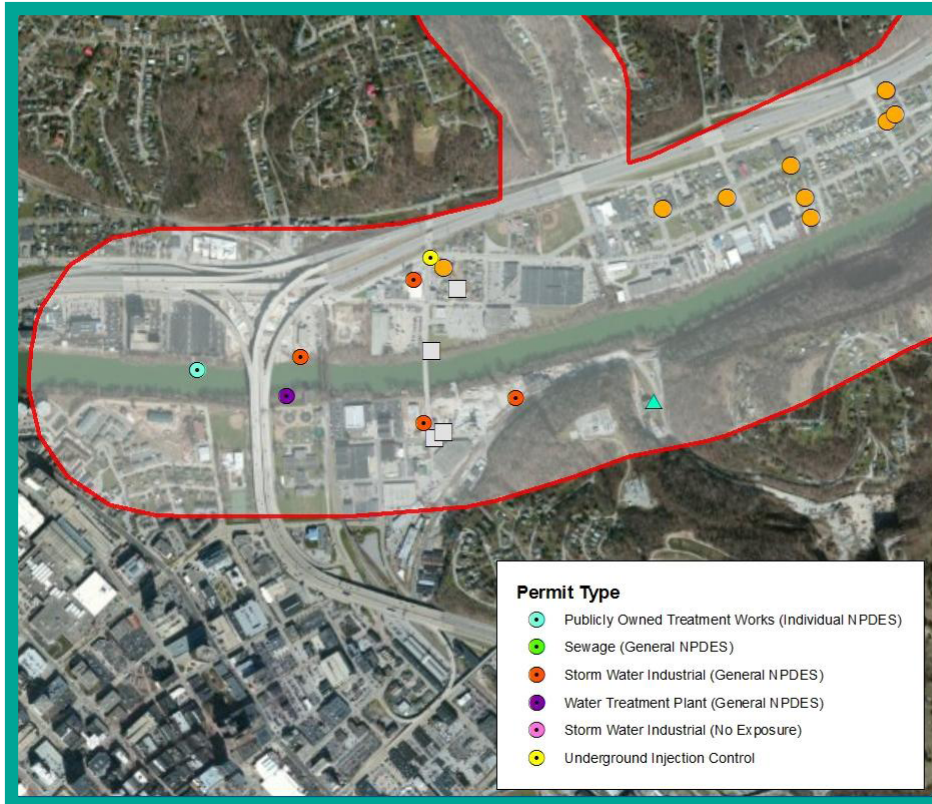 Permit Type
Publicly Owned Treatment Works (Individual NPDES)
Sewage (General NPDES)
Storm Water Industrial (General NPDES)
Water Treatment Plant (General NPDES)
Storm Water Industrial (No Exposure)
Underground Injection Control